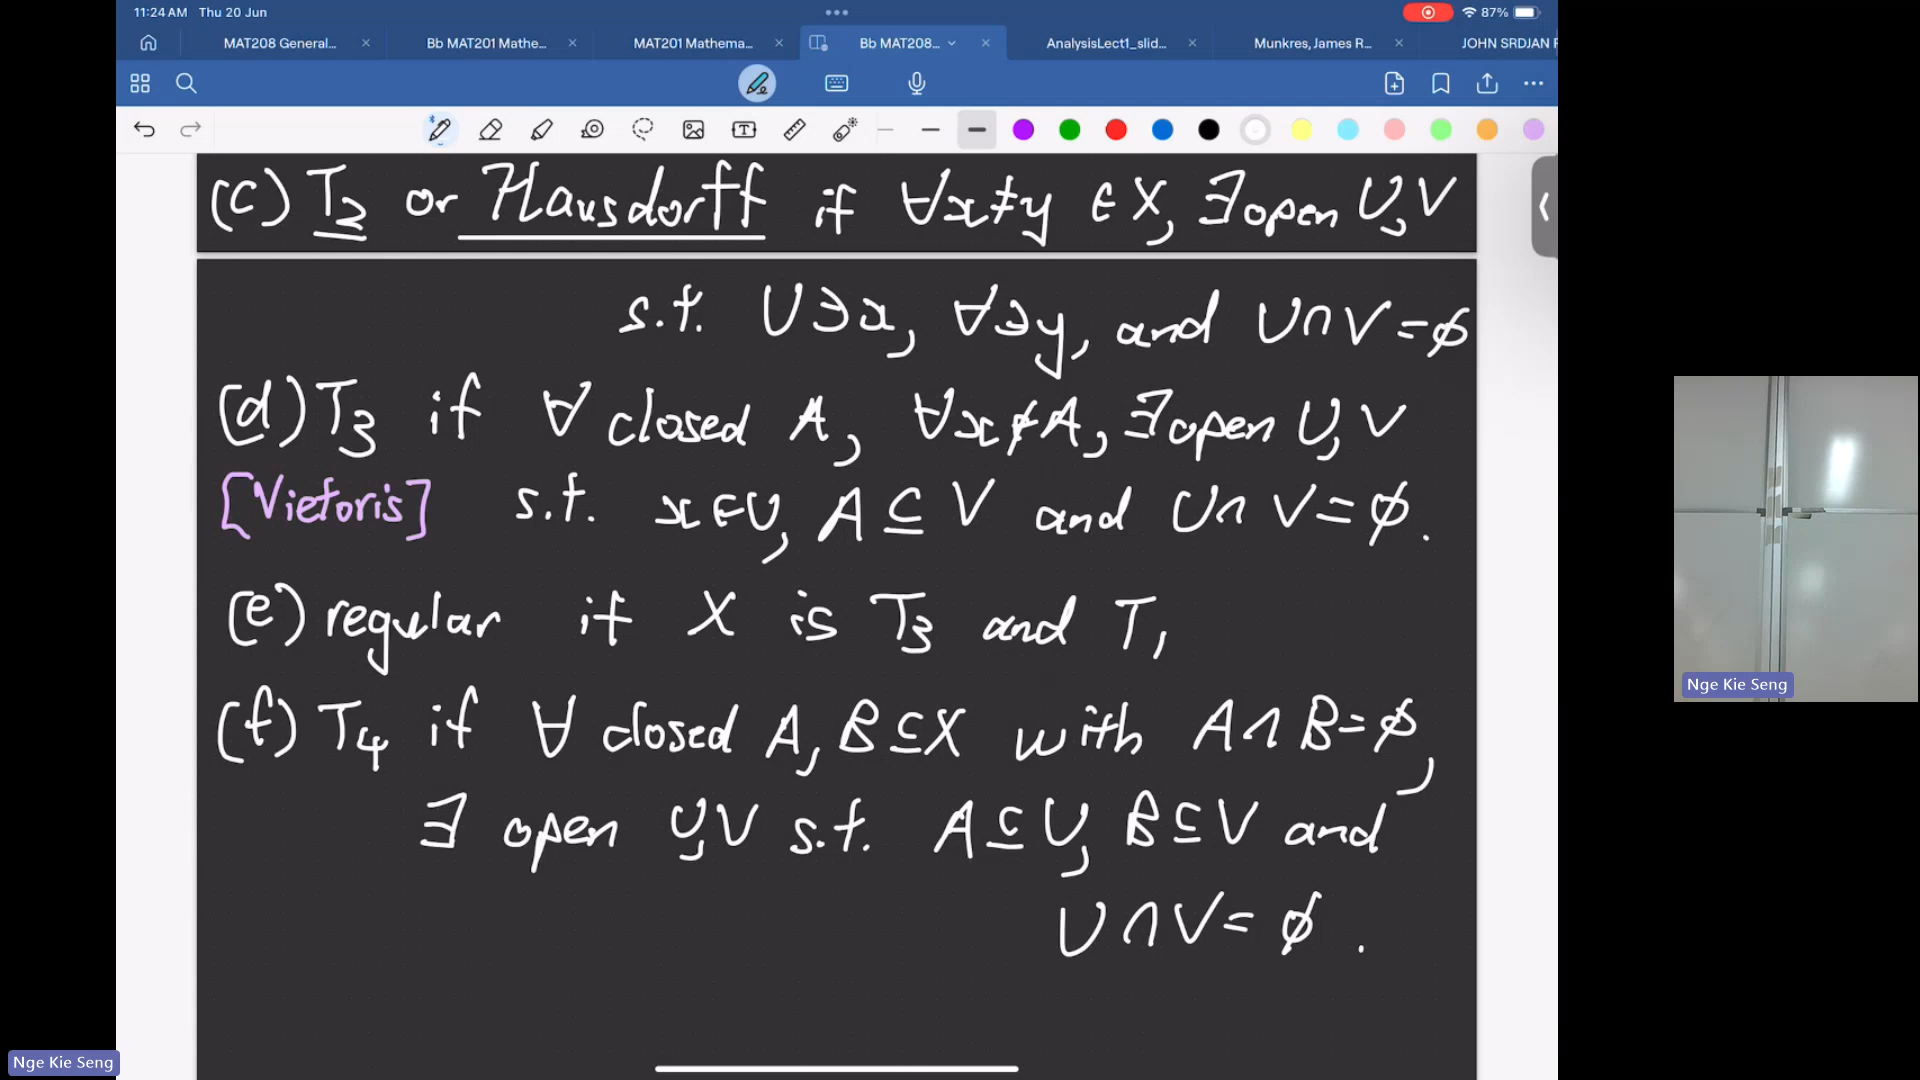 11:24 AM Thu 20 Jun
87%
MAT208 General...
Bb MAT201 Mathe...
MAT201 Mathema...
Bb MAT208...
AnalysisLect1_slid...
Munkres, James R...
JOHN SRDJAN P
(c) T₂ or Hausdorff if ∀x≠y ∈ X, ∃ open U, V
s.t. U∋x, ∀∋y, and U∩V=∅
(d) T₃ if ∀ closed A, ∀x∉A, ∃ open U, V
[Vietoris] s.t. x∈U, A ⊆ V and U∩V=∅.
(e) regular if X is T₃ and T₁
(f) T₄ if ∀ closed A, B⊆X with A∩B=∅,
∃ open U, V s.t. A⊆U, B⊆V and
U∩V=∅.
Nge Kie Seng
Nge Kie Seng